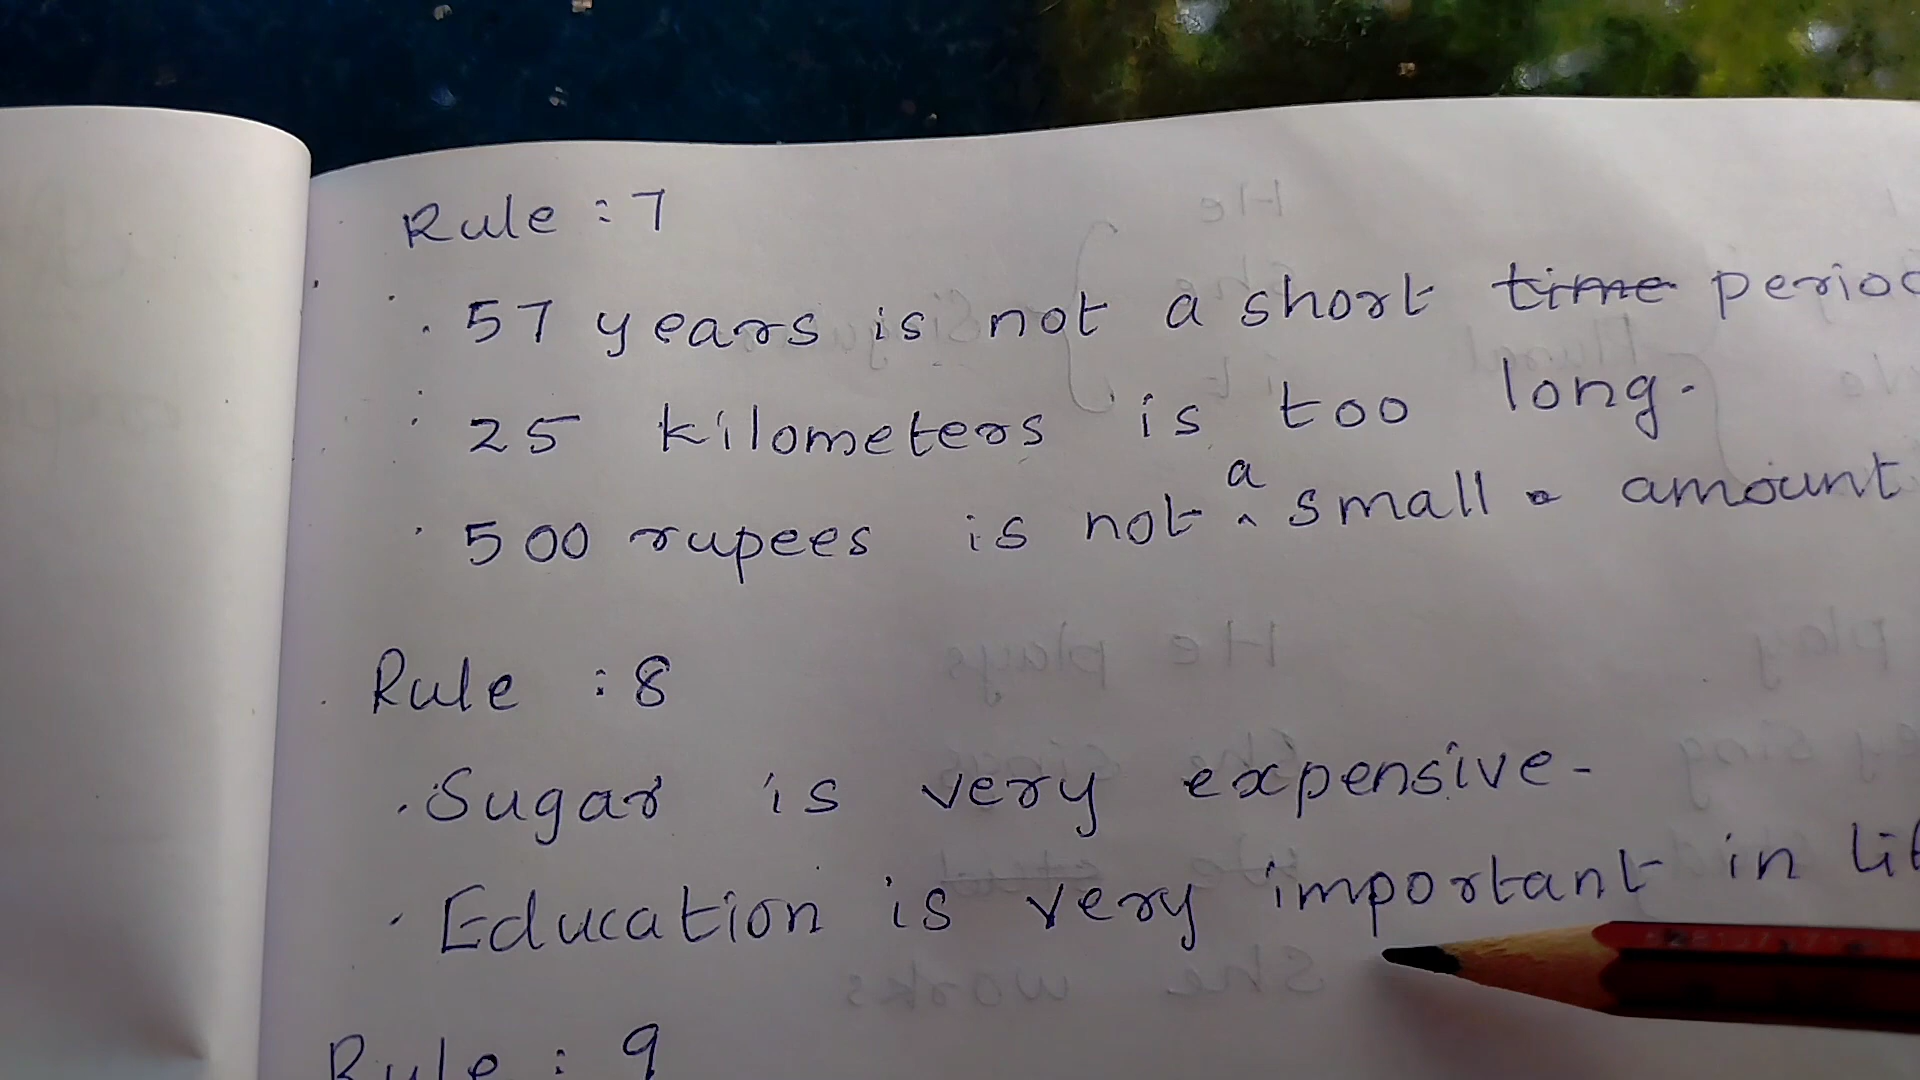 Rule : 7
. 57 years is not a short time period
. 25 kilometers is too long.
. 500 rupees is not a small amount
Rule : 8
. Sugar is very expensive.
. Education is very important in
Rule : 9